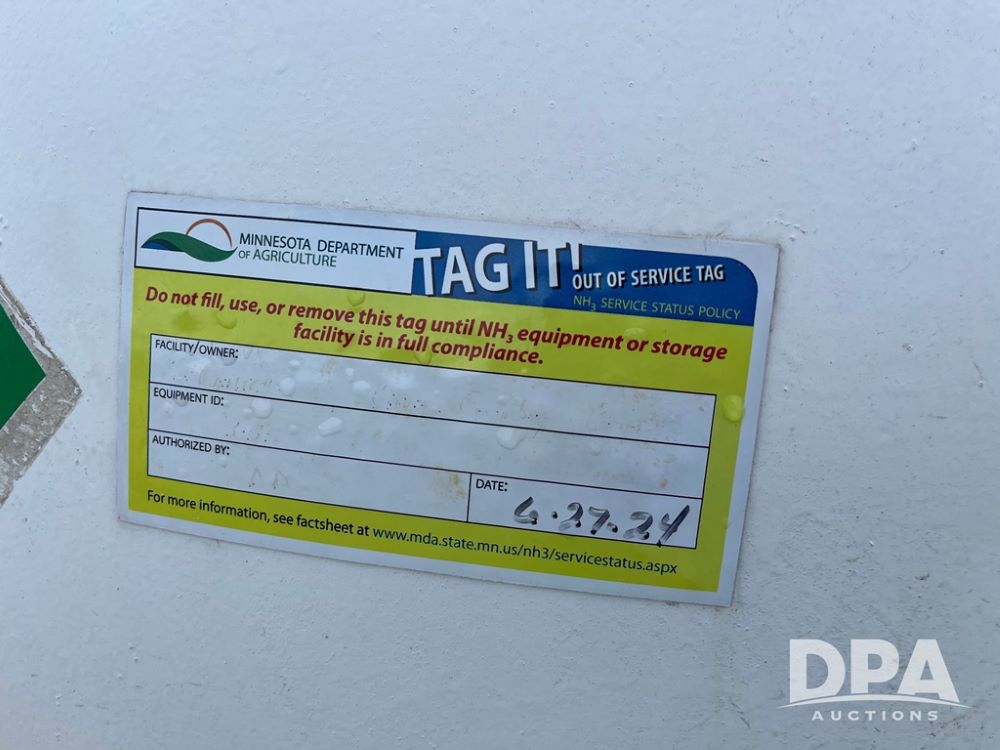 MINNESOTA DEPARTMENT
OF AGRICULTURE
TAG IT!
OUT OF SERVICE TAG
NH₃ SERVICE STATUS POLICY
Do not fill, use, or remove this tag until NH₃ equipment or storage
facility is in full compliance.
FACILITY/OWNER:
EQUIPMENT ID:
AUTHORIZED BY:
DATE:
6.27.24
For more information, see factsheet at www.mda.state.mn.us/nh3/servicestatus.aspx
DPA
AUCTIONS